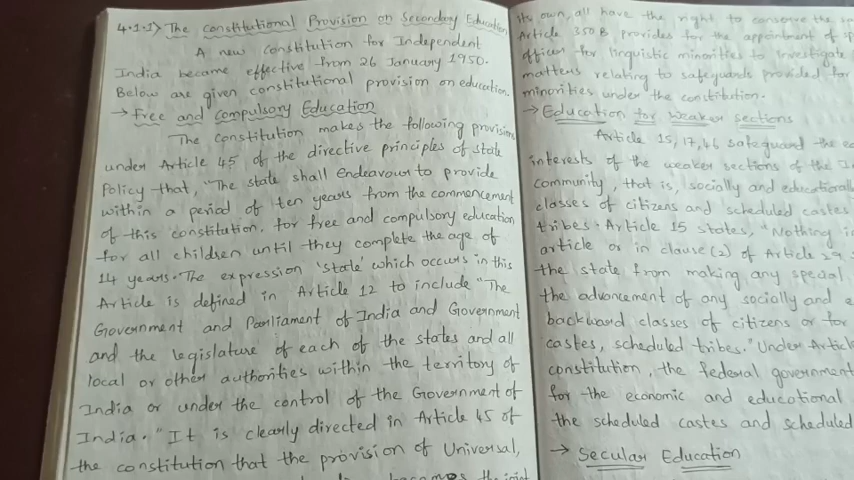 4.1.1) The constitutional Provision on Secondary Education
A new constitution for Independent
India became effective from 26 January 1950.
Below are given constitutional provision on education.
→ Free and compulsory Education
The constitution makes the following provision
under Article 45 of the directive principles of state
Policy that, "The state shall Endeavour to provide
within a period of ten years from the commencement
of this constitution. for free and compulsory education
for all children until they complete the age of
14 years. The expression 'state' which occurs in this
Article is defined in Article 12 to include "The
Government and Parliament of India and Government
and the legislature of each of the states and all
local or other authorities within the territory of
India or under the control of the Government of
India." It is clearly directed in Article 45 of
the constitution that the provision of Universal,
becomes the joint
its own, all have the right to conserve the
Article 350 B provides for the appointment of
officer for linguistic minorities to investigate
matters relating to safeguards provided for
minorities under the constitution.
→ Education for weaker sections
Article 15, 17, 46 safeguard the
interests of the weaker sections of the
community, that is, socially and
classes of citizens and scheduled castes
tribes. Article 15 states, "Nothing
article or in clause (2) of Article 29
the state from making any special
the advancement of any socially and
backward classes of citizens or for
castes, scheduled tribes." Under
constitution, the federal government
for the economic and educational
the scheduled castes and scheduled
→ Secular Education